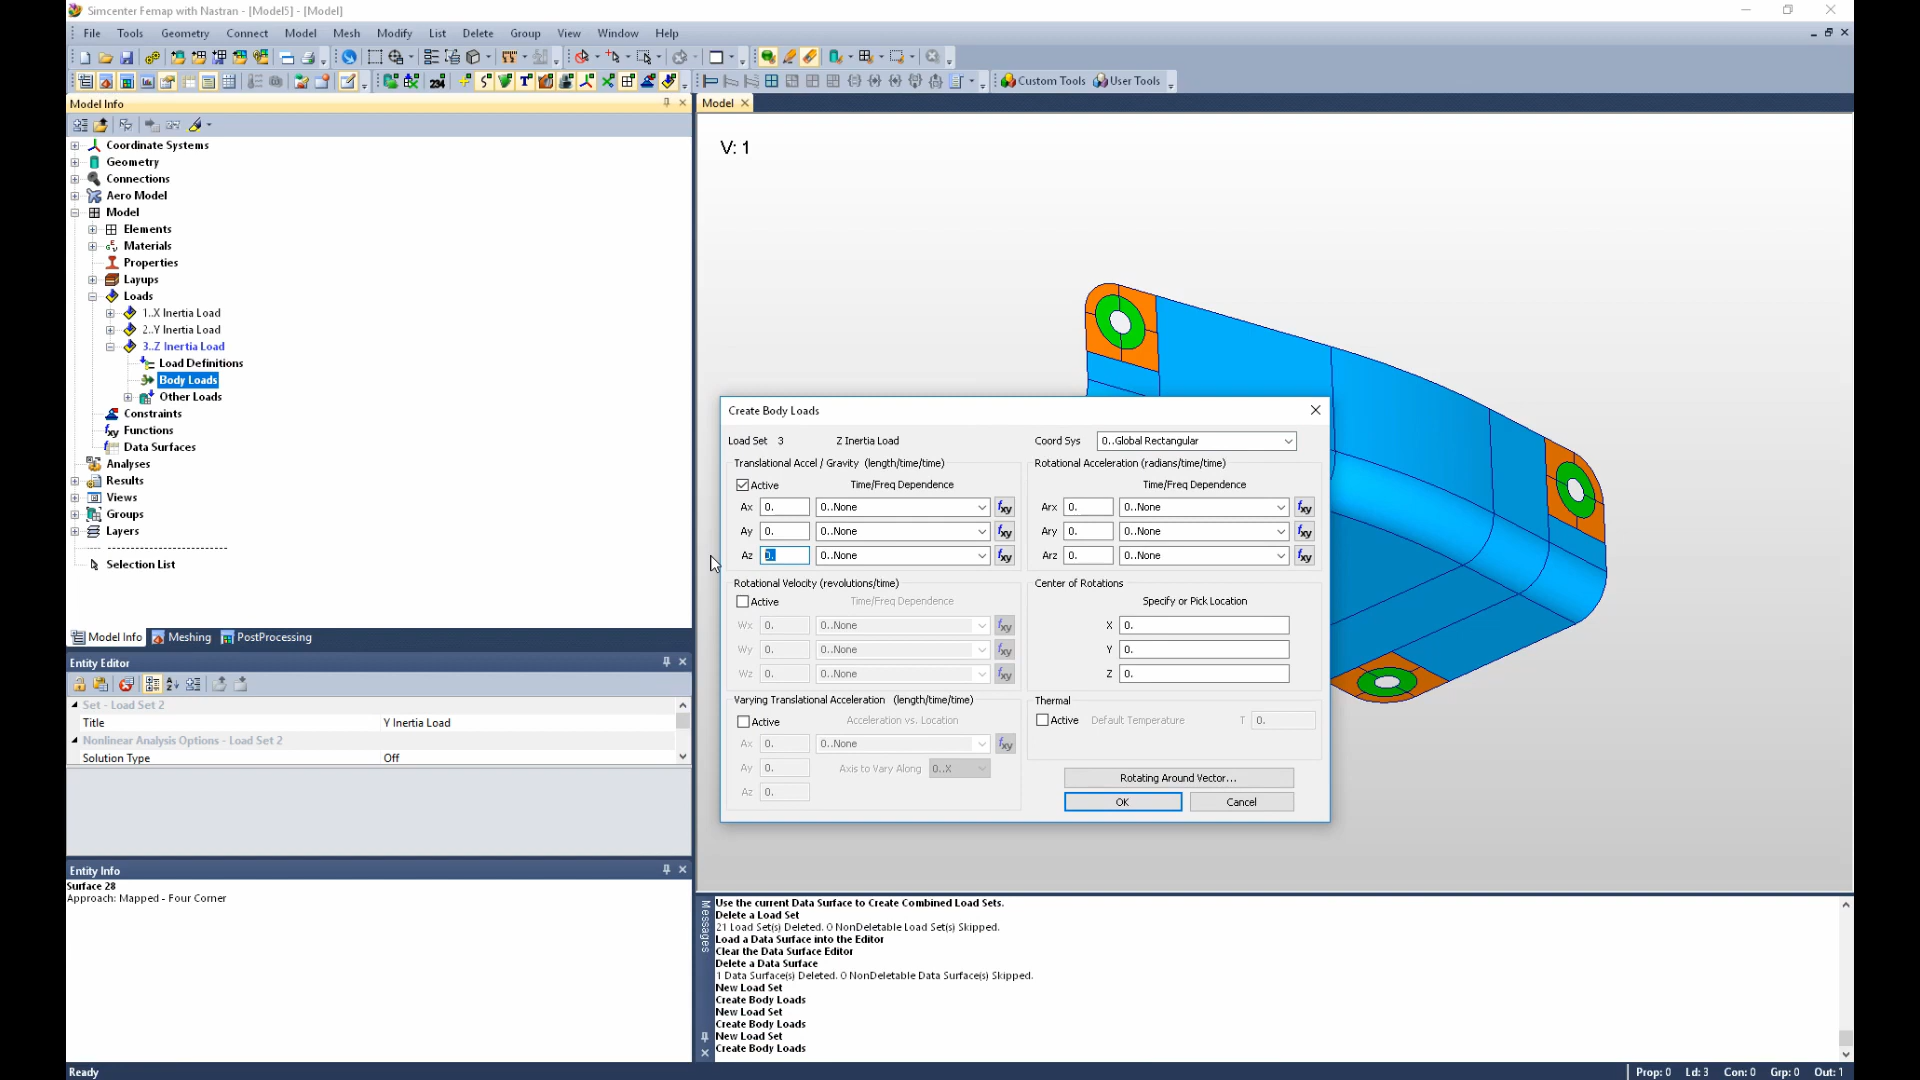 Simcenter Femap with Nastran - [Model5] - [Model]
File Tools Geometry Connect Model Mesh Modify List Delete Group View Window Help
Custom Tools User Tools
Model Info
Model
V: 1
Coordinate Systems
Geometry
Connections
Aero Model
Model
Elements
Materials
Properties
Layups
Loads
1..X Inertia Load
2..Y Inertia Load
3..Z Inertia Load
Load Definitions
Body Loads
Other Loads
Constraints
Functions
Data Surfaces
Analyses
Results
Views
Groups
Layers
Selection List
Model Info Meshing PostProcessing
Entity Editor
Set - Load Set 2
Title Y Inertia Load
Nonlinear Analysis Options - Load Set 2
Solution Type Off
Entity Info
Surface 28
Approach: Mapped - Four Corner
Create Body Loads
Load Set 3 Z Inertia Load Coord Sys 0..Global Rectangular
Translational Accel / Gravity (length/time/time)
Active Time/Freq Dependence
Ax 0. 0..None
Ay 0. 0..None
Az 0. 0..None
Rotational Acceleration (radians/time/time)
Time/Freq Dependence
Arx 0. 0..None
Ary 0. 0..None
Arz 0. 0..None
Rotational Velocity (revolutions/time)
Active Time/Freq Dependence
Wx 0. 0..None
Wy 0. 0..None
Wz 0. 0..None
Center of Rotations
Specify or Pick Location
X 0.
Y 0.
Z 0.
Varying Translational Acceleration (length/time/time)
Active Acceleration vs. Location
Ax 0. 0..None
Ay 0. Axis to Vary Along 0..X
Az 0.
Thermal
Active Default Temperature T 0.
Rotating Around Vector...
OK Cancel
Messages
Use the current Data Surface to Create Combined Load Sets.
Delete a Load Set
21 Load Set(s) Deleted. 0 NonDeletable Load Set(s) Skipped.
Load a Data Surface into the Editor
Clear the Data Surface Editor
Delete a Data Surface
1 Data Surface(s) Deleted. 0 NonDeletable Data Surface(s) Skipped.
New Load Set
Create Body Loads
New Load Set
Create Body Loads
New Load Set
Create Body Loads
Ready
Prop: 0 Ld: 3 Con: 0 Grp: 0 Out: 1